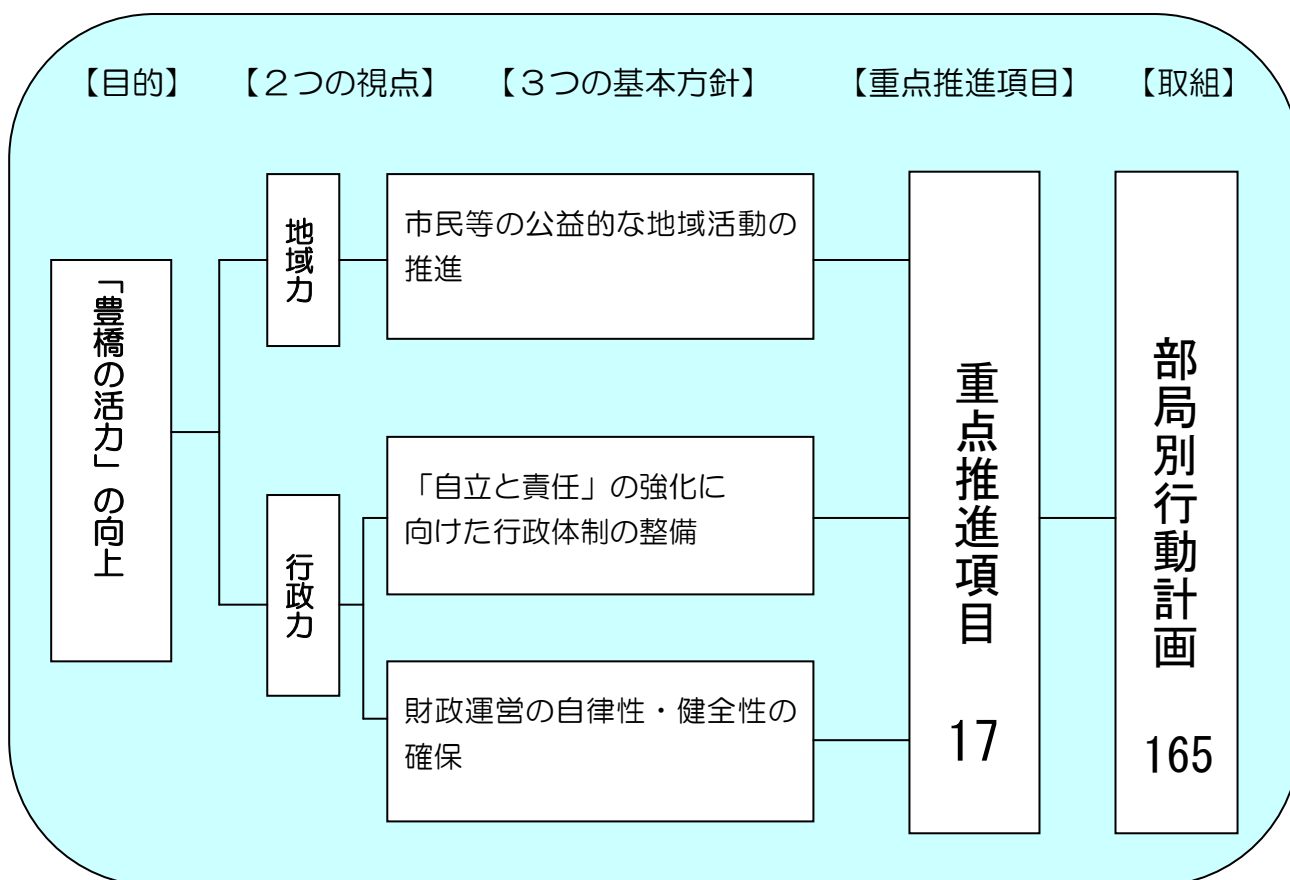 【目的】 【２つの視点】 【３つの基本方針】 【重点推進項目】 【取組】
「豊橋の活力」の向上
地域力
市民等の公益的な地域活動の
推進
行政力
「自立と責任」の強化に
向けた行政体制の整備
財政運営の自律性・健全性の
確保
重点推進項目
17
部局別行動計画
165